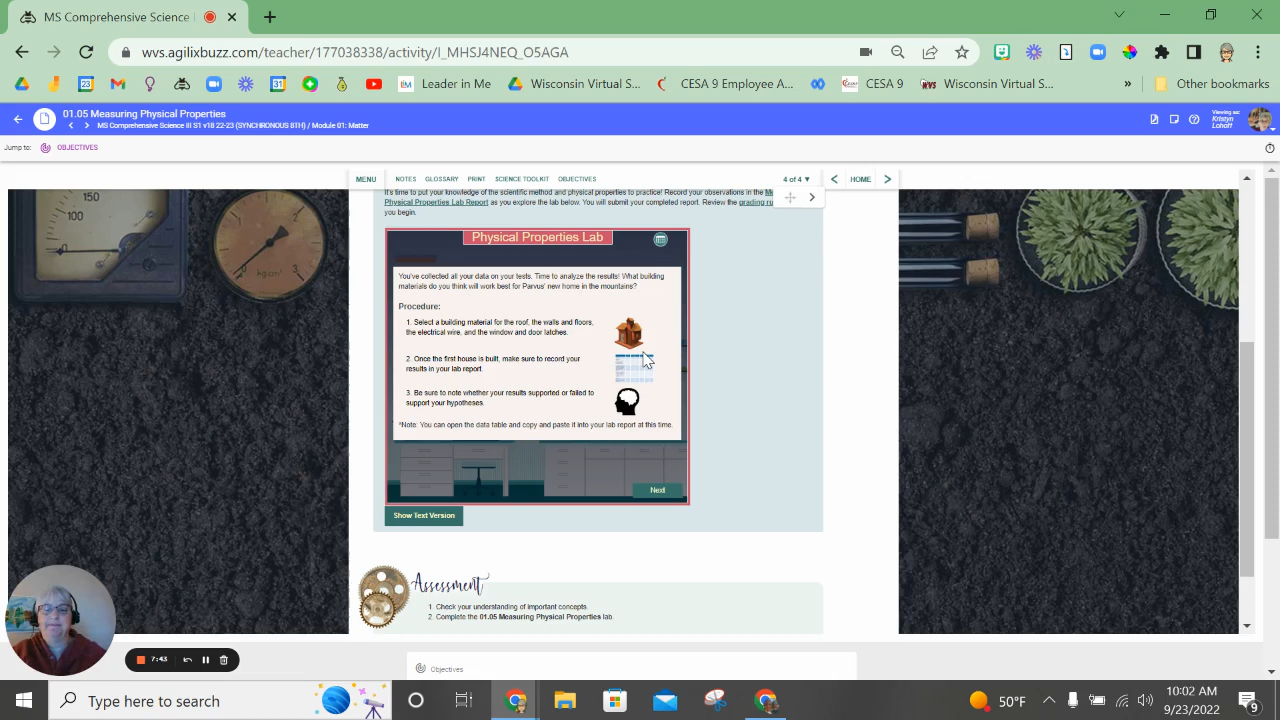 MS Comprehensive Science
wvs.agilixbuzz.com/teacher/177038338/activity/I_MHSJ4NEQ_O5AGA
Leader in Me
Wisconsin Virtual S...
CESA 9 Employee A...
Wisconsin Virtual S...
»
Other bookmarks
01.05 Measuring Physical Properties
MS Comprehensive Science III S1 v18 22-23 (SYNCHRONOUS 8TH) / Module 01: Matter
Viewing as:
Kristyn
Lohoff
Jump to: OBJECTIVES
MENU NOTES GLOSSARY PRINT SCIENCE TOOLKIT OBJECTIVES 4 of 4 HOME
It's time to put your knowledge of the scientific method and physical properties to practice! Record your observations in the
Physical Properties Lab Report as you explore the lab below. You will submit your completed report. Review the grading ru
you begin.
150
100
kg/cm²
3
Physical Properties Lab
You've collected all your data on your tests. Time to analyze the results! What building
materials do you think will work best for Parvus' new home in the mountains?
Procedure:
1. Select a building material for the roof, the walls and floors,
the electrical wire, and the window and door latches.
2. Once the first house is built, make sure to record your
results in your lab report.
3. Be sure to note whether your results supported or failed to
support your hypotheses.
*Note: You can open the data table and copy and paste it into your lab report at this time.
Next
Show Text Version
Assessment
1. Check your understanding of important concepts.
2. Complete the 01.05 Measuring Physical Properties lab.
7:43
Objectives
Type here to search
50°F
10:02 AM
9/23/2022
9